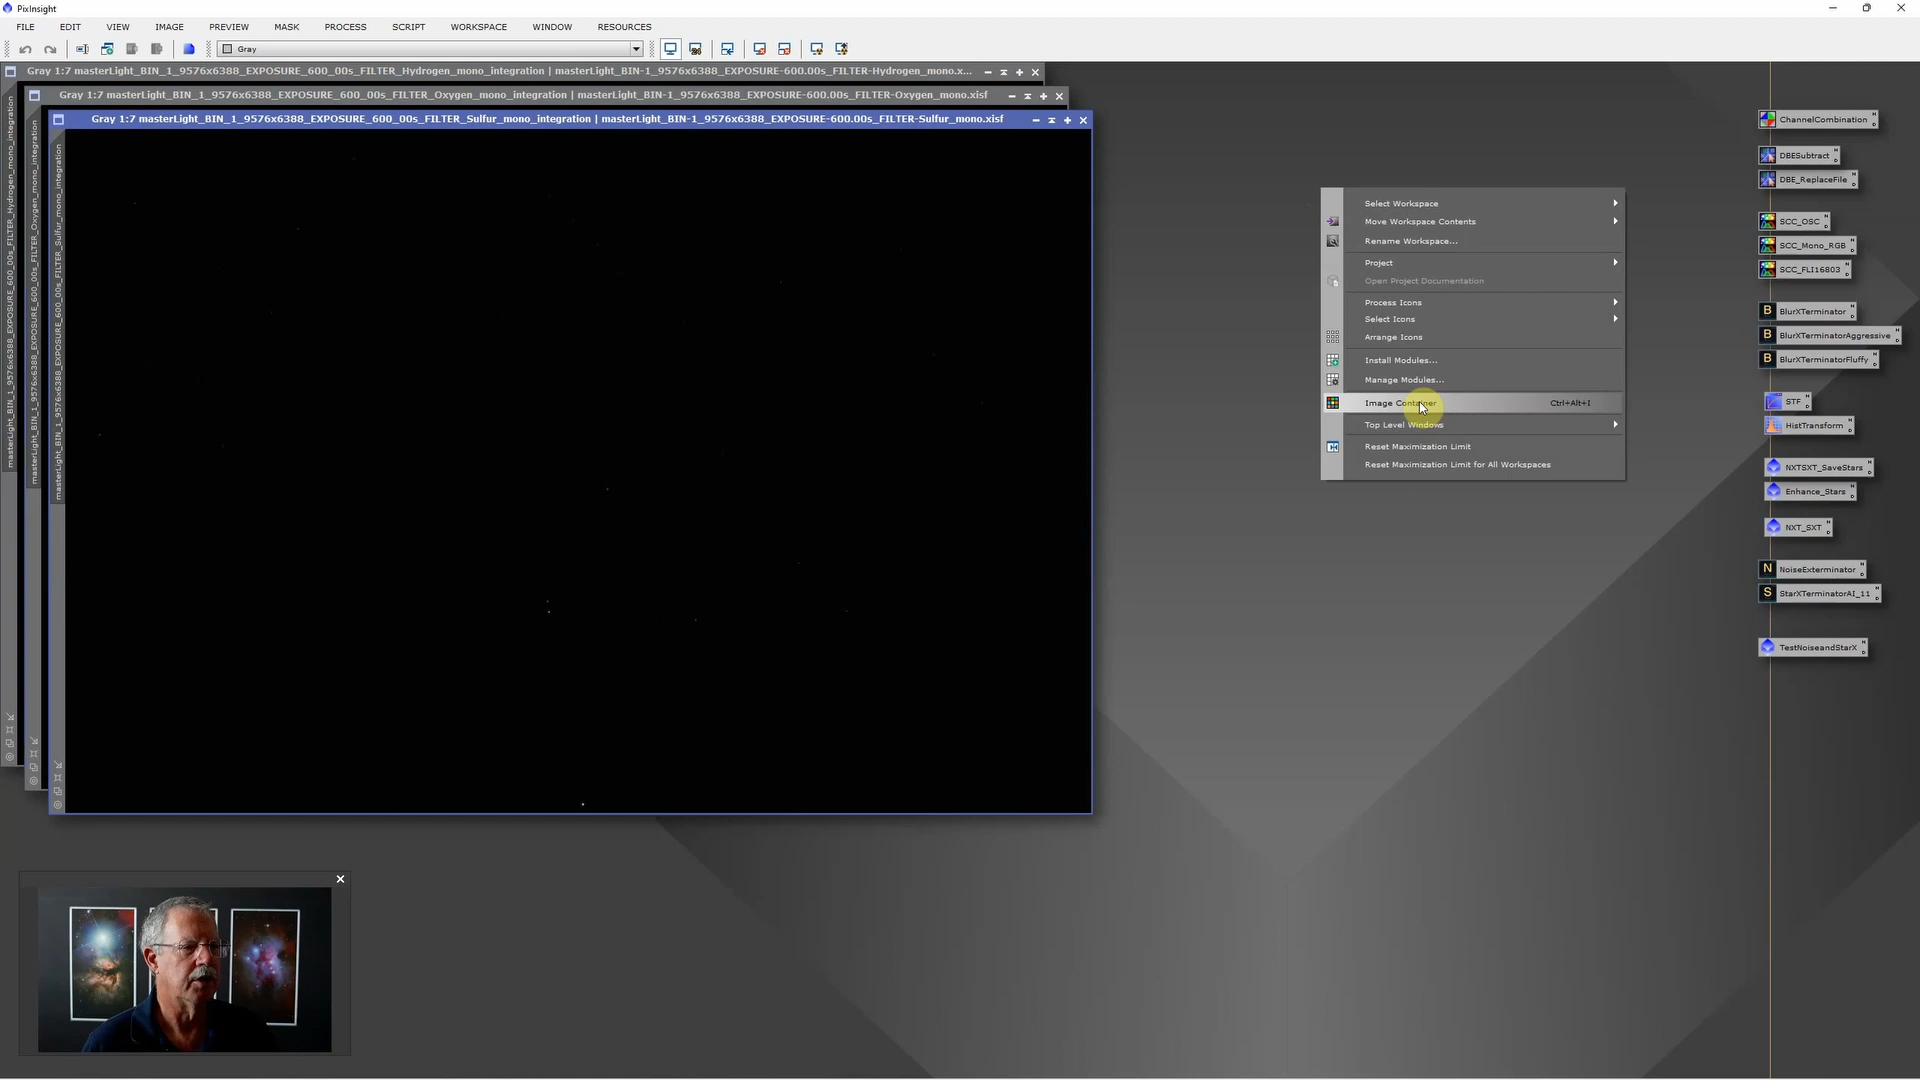 PixInsight
FILE EDIT VIEW IMAGE PREVIEW MASK PROCESS SCRIPT WORKSPACE WINDOW RESOURCES
Gray
Gray 1:7 masterLight_BIN_1_9576x6388_EXPOSURE_600_00s_FILTER_Hydrogen_mono_integration | masterLight_BIN-1_9576x6388_EXPOSURE-600.00s_FILTER-Hydrogen_mono.x...
Gray 1:7 masterLight_BIN_1_9576x6388_EXPOSURE_600_00s_FILTER_Oxygen_mono_integration | masterLight_BIN-1_9576x6388_EXPOSURE-600.00s_FILTER-Oxygen_mono.xisf
Gray 1:7 masterLight_BIN_1_9576x6388_EXPOSURE_600_00s_FILTER_Sulfur_mono_integration | masterLight_BIN-1_9576x6388_EXPOSURE-600.00s_FILTER-Sulfur_mono.xisf
masterLight_BIN_1_9576x6388_EXPOSURE_600_00s_FILTER_Hydrogen_mono_integration
masterLight_BIN_1_9576x6388_EXPOSURE_600_00s_FILTER_Oxygen_mono_integration
masterLight_BIN_1_9576x6388_EXPOSURE_600_00s_FILTER_Sulfur_mono_integration
Select Workspace
Move Workspace Contents
Rename Workspace...
Project
Open Project Documentation
Process Icons
Select Icons
Arrange Icons
Install Modules...
Manage Modules...
Image Container Ctrl+Alt+I
Top Level Windows
Reset Maximization Limit
Reset Maximization Limit for All Workspaces
ChannelCombination
DBESubtract
DBE_ReplaceFile
SCC_OSC
SCC_Mono_RGB
SCC_FLI16803
B BlurXTerminator
B BlurXTerminatorAggressive
B BlurXTerminatorFluffy
STF
HistTransform
NXTSXT_SaveStars
Enhance_Stars
NXT_SXT
N NoiseExterminator
S StarXTerminatorAI_11
TestNoiseandStarX